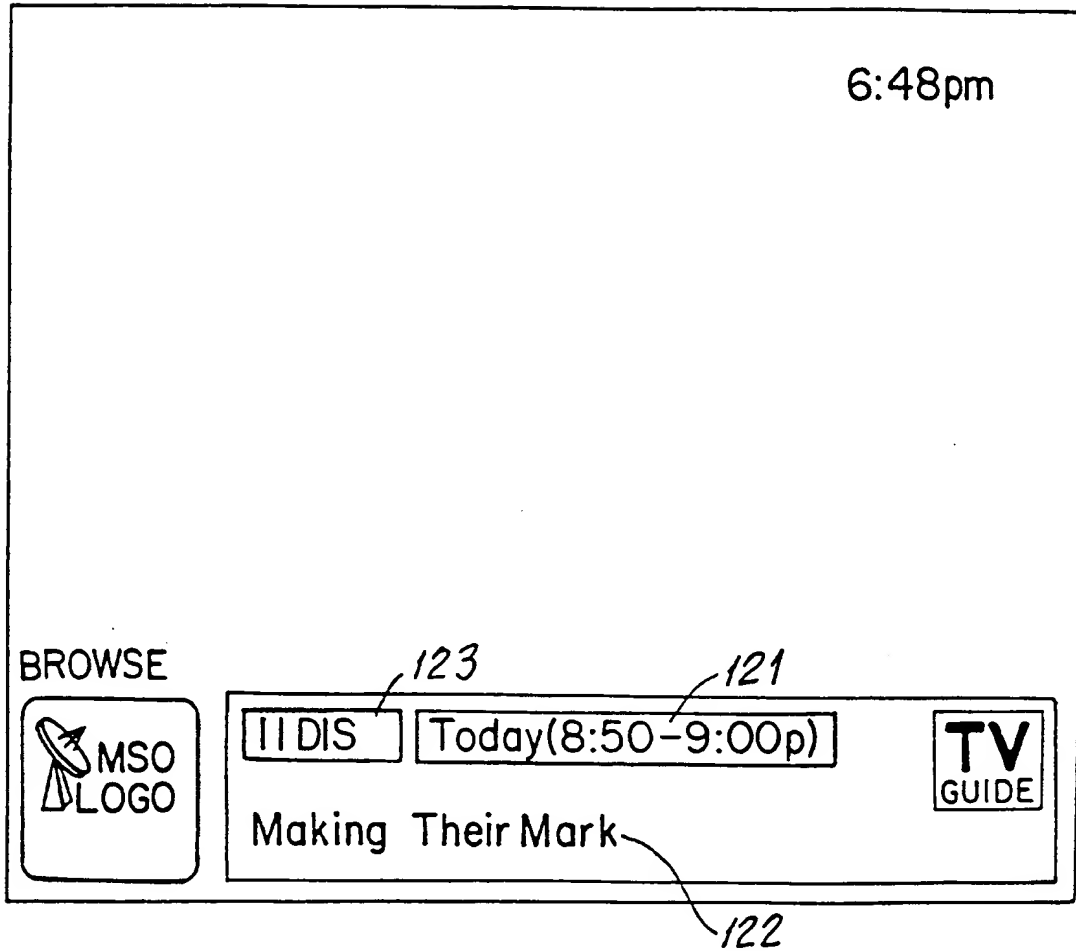 6:48pm
BROWSE
123
121
11 DIS
Today(8:50-9:00p)
TV
GUIDE
MSO
LOGO
Making Their Mark
122